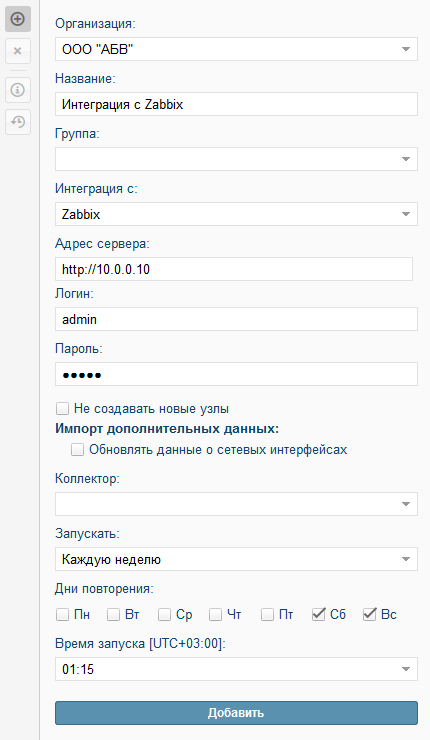 Организация:
ООО "АБВ"
Название:
Интеграция с Zabbix
Группа:
Интеграция с:
Zabbix
Адрес сервера:
http://10.0.0.10
Логин:
admin
Пароль:
●●●●●
Не создавать новые узлы
Импорт дополнительных данных:
Обновлять данные о сетевых интерфейсах
Коллектор:
Запускать:
Каждую неделю
Дни повторения:
Пн Вт Ср Чт Пт Сб Вс
Время запуска [UTC+03:00]:
01:15
Добавить